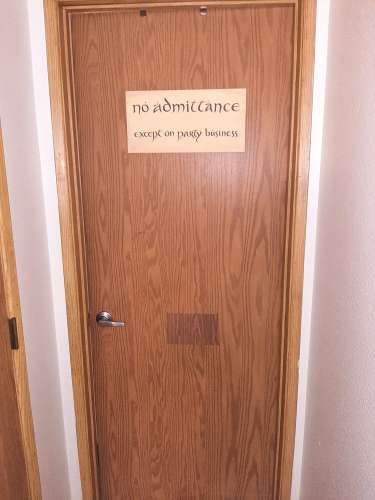 no admittance
except on party business